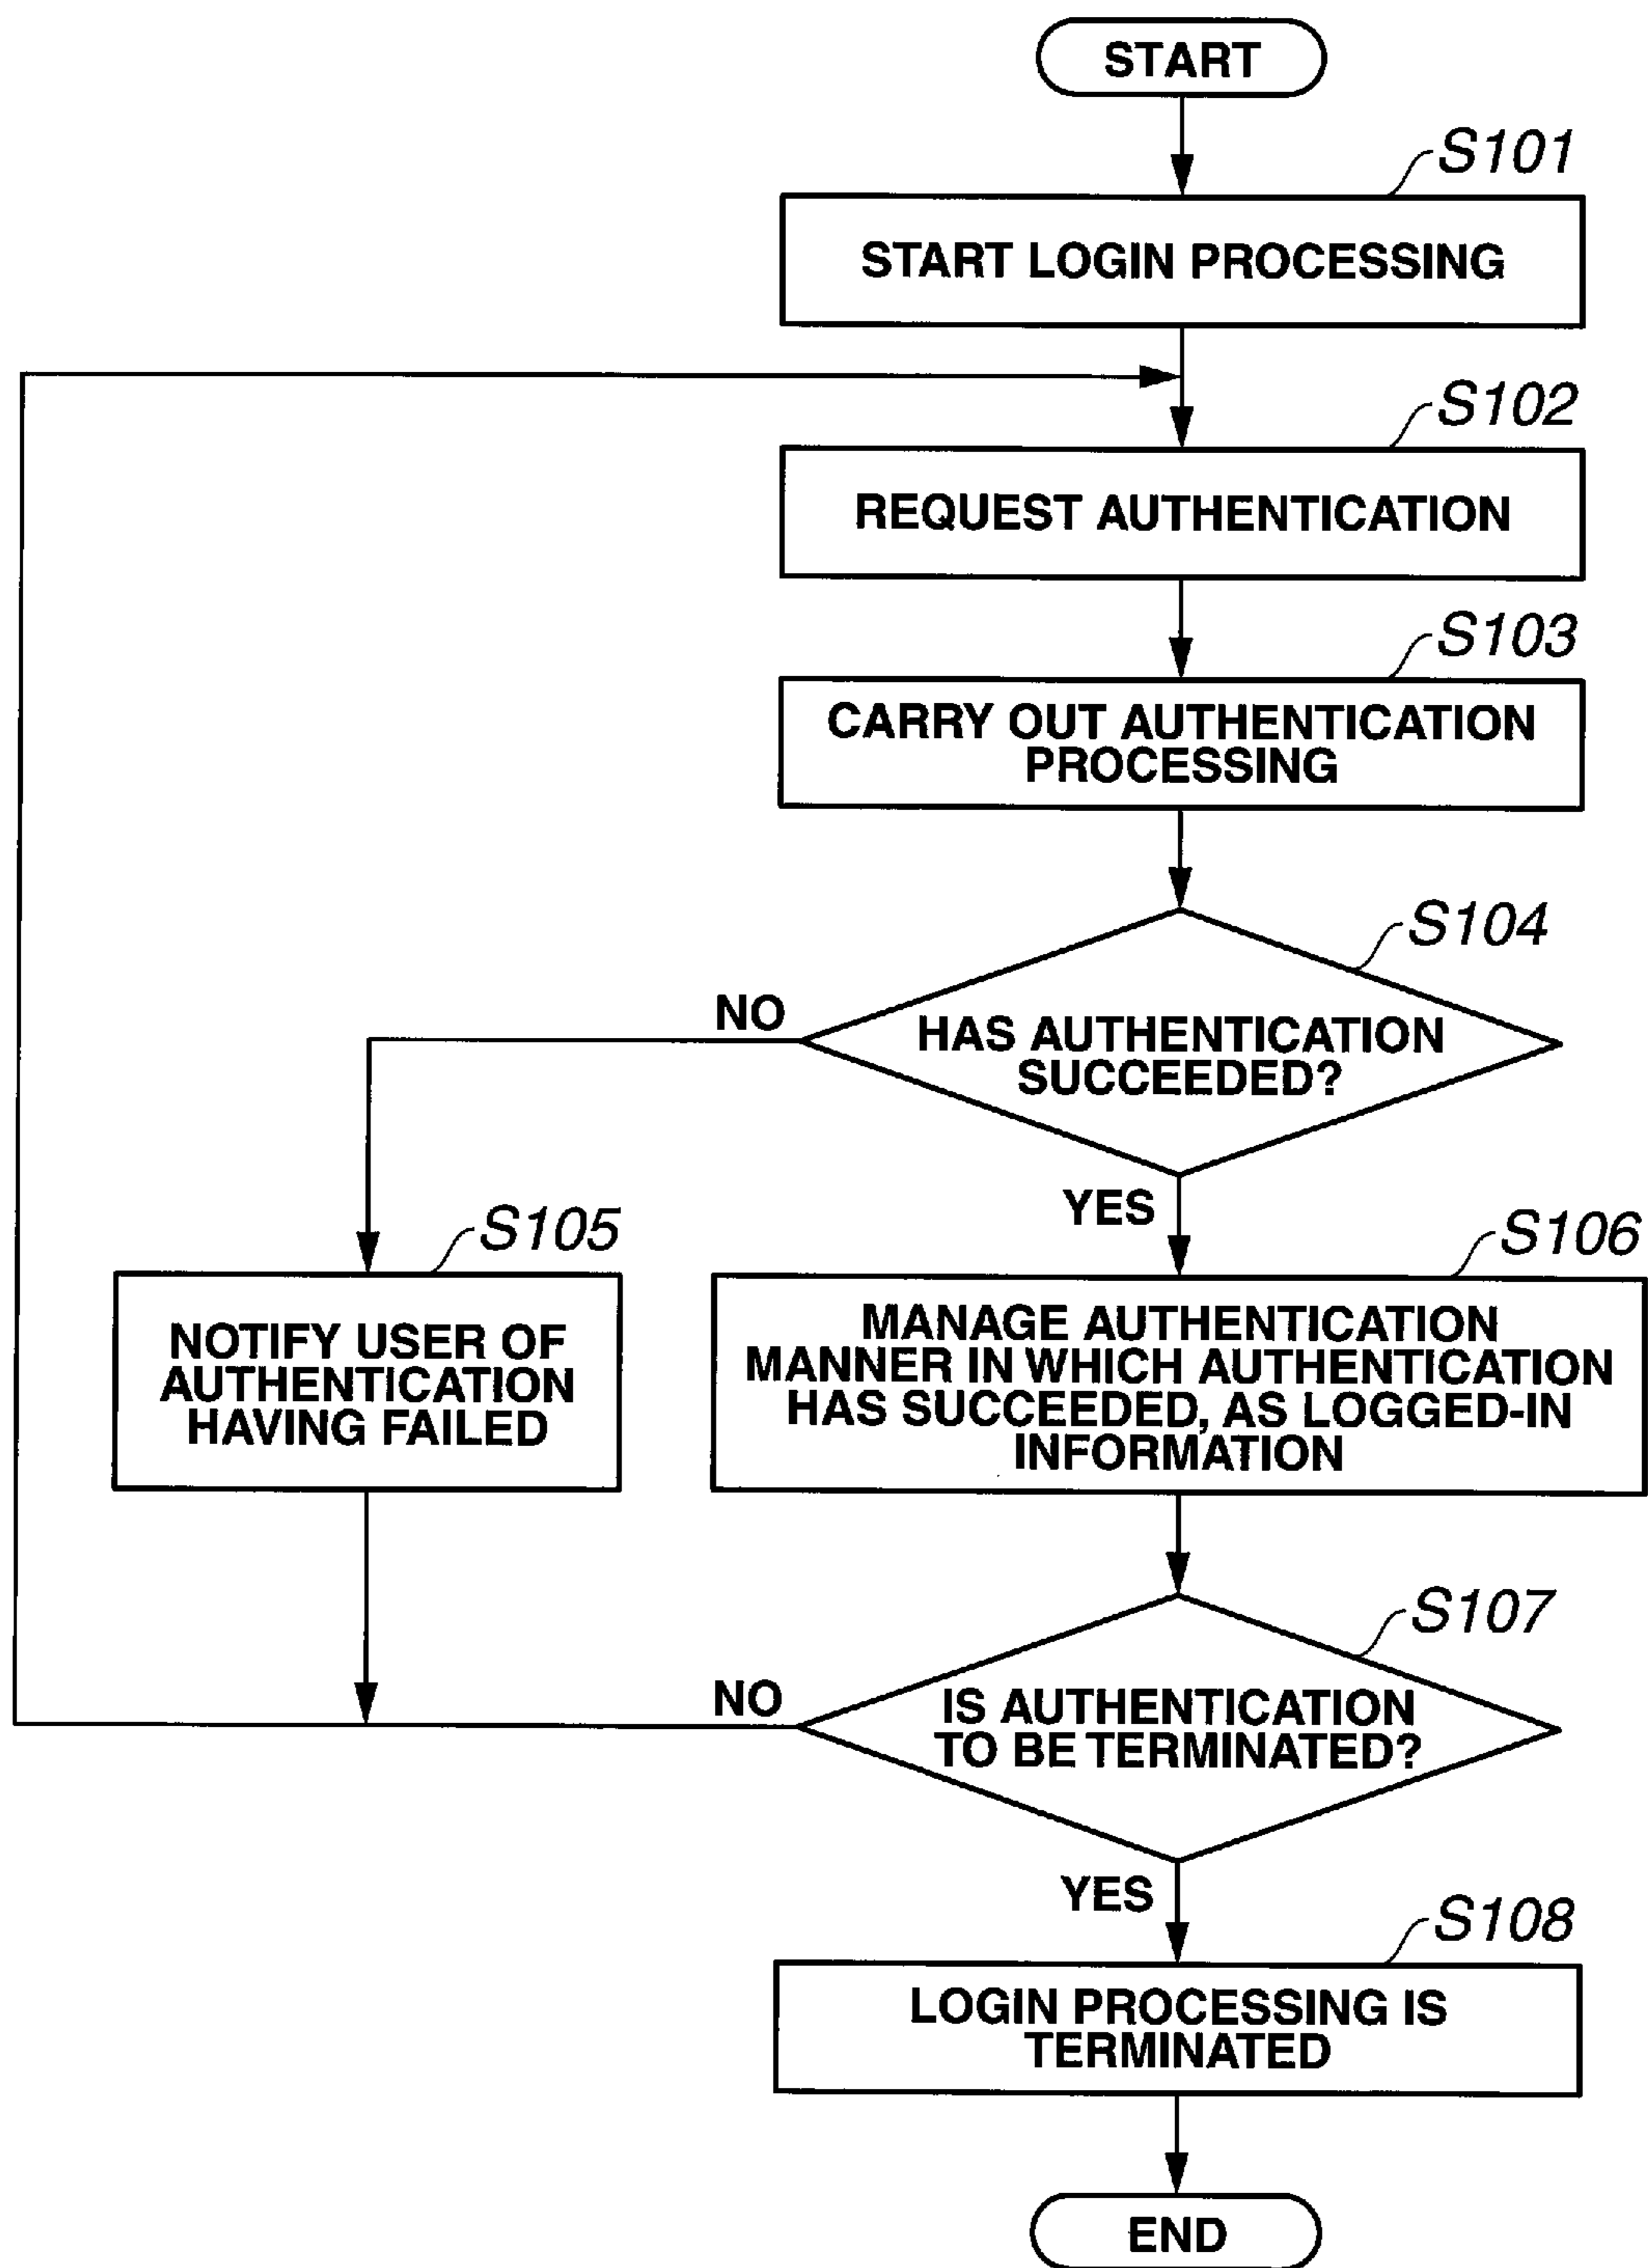 START
S101
START LOGIN PROCESSING
S102
REQUEST AUTHENTICATION
S103
CARRY OUT AUTHENTICATION
PROCESSING
S104
NO
HAS AUTHENTICATION
SUCCEEDED?
YES
S105
NOTIFY USER OF
AUTHENTICATION
HAVING FAILED
S106
MANAGE AUTHENTICATION
MANNER IN WHICH AUTHENTICATION
HAS SUCCEEDED, AS LOGGED-IN
INFORMATION
S107
NO
IS AUTHENTICATION
TO BE TERMINATED?
YES
S108
LOGIN PROCESSING IS
TERMINATED
END